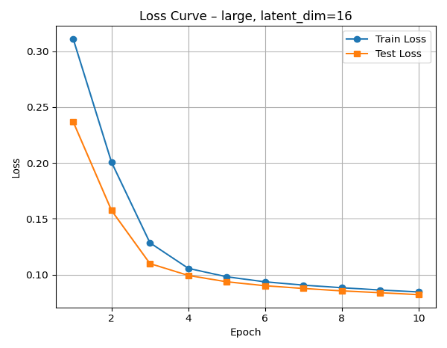 Loss Curve – large, latent_dim=16
Train Loss
Test Loss
0.30
0.25
0.20
0.15
0.10
Loss
2 4 6 8 10
Epoch